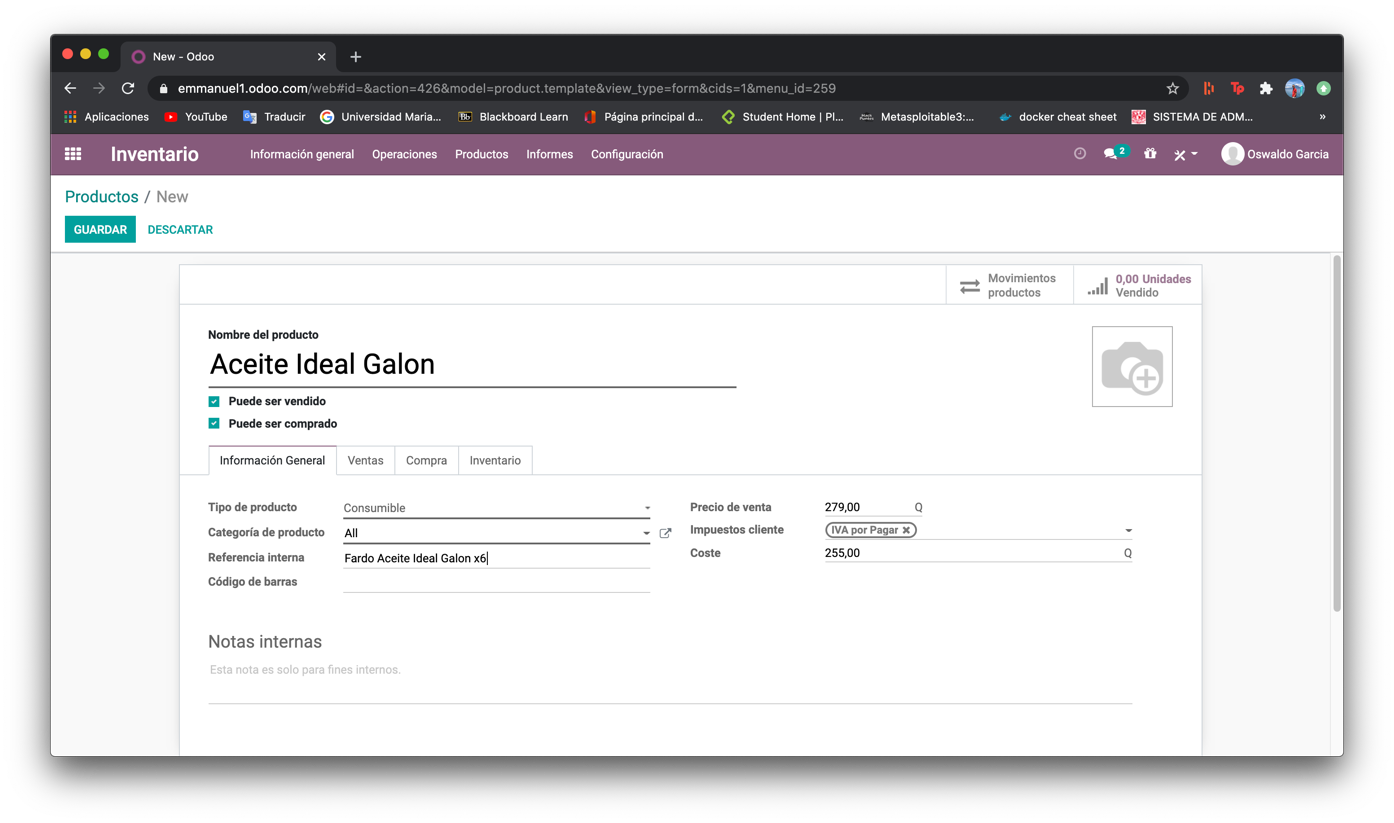 New - Odoo
emmanuel1.odoo.com/web#id=&action=426&model=product.template&view_type=form&cids=1&menu_id=259
Aplicaciones YouTube Traducir Universidad Maria... Bb Blackboard Learn Página principal d... Student Home | Pl... Metasploitable3:... docker cheat sheet SISTEMA DE ADM... »
Inventario Información general Operaciones Productos Informes Configuración 2 Oswaldo Garcia
Productos / New
GUARDAR DESCARTAR
Movimientos productos
0,00 Unidades Vendido
Nombre del producto
Aceite Ideal Galon
Puede ser vendido
Puede ser comprado
Información General Ventas Compra Inventario
Tipo de producto Consumible
Categoría de producto All
Referencia interna Fardo Aceite Ideal Galon x6
Código de barras
Precio de venta 279,00 Q
Impuestos cliente IVA por Pagar
Coste 255,00 Q
Notas internas
Esta nota es solo para fines internos.